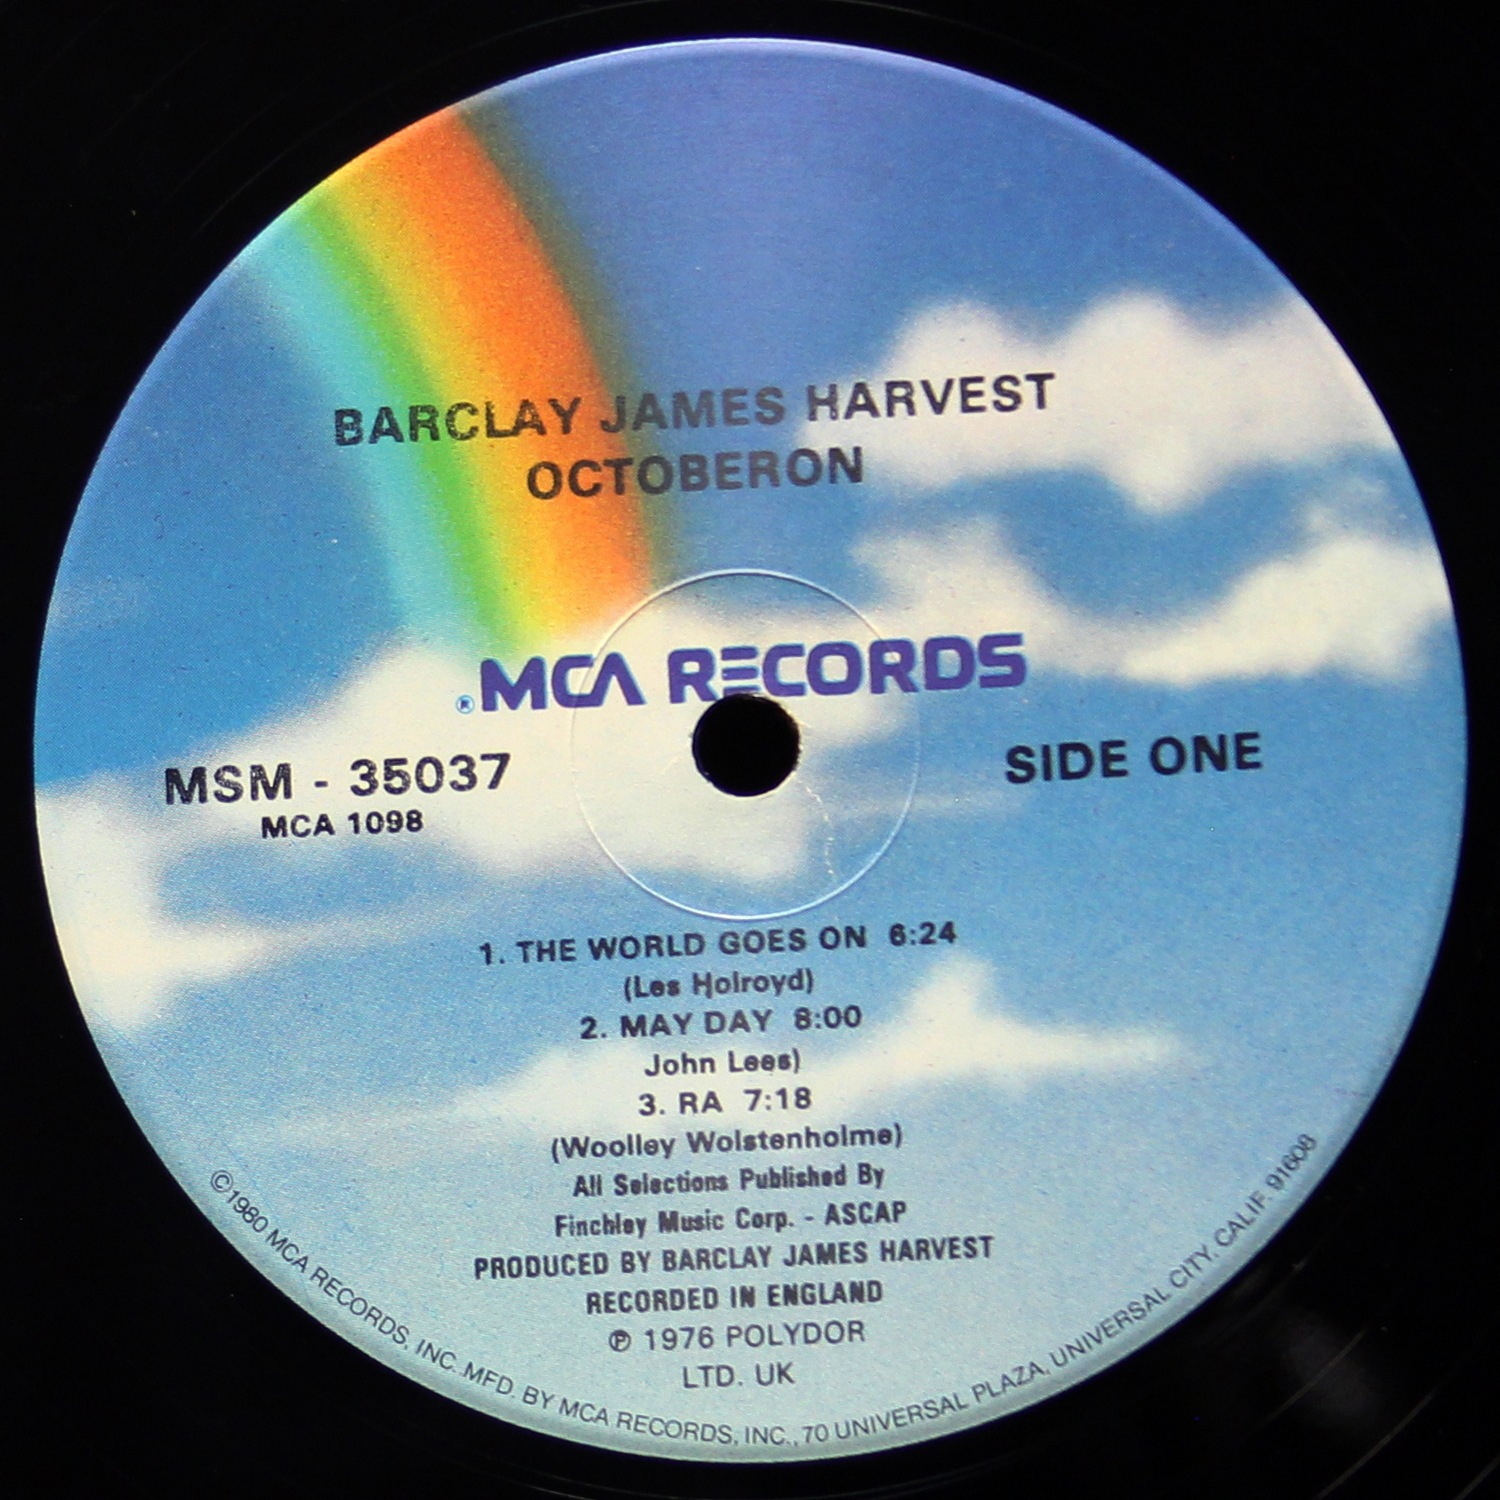 BARCLAY JAMES HARVEST
OCTOBERON
® MCA RECORDS
MSM - 35037
MCA 1098
SIDE ONE
1. THE WORLD GOES ON 6:24
(Les Holroyd)
2. MAY DAY 8:00
John Lees)
3. RA 7:18
(Woolley Wolstenholme)
All Selections Published By
Finchley Music Corp. - ASCAP
PRODUCED BY BARCLAY JAMES HARVEST
RECORDED IN ENGLAND
℗ 1976 POLYDOR
LTD. UK
©1980 MCA RECORDS, INC. MFD. BY MCA RECORDS, INC., 70 UNIVERSAL PLAZA, UNIVERSAL CITY, CALIF. 91608